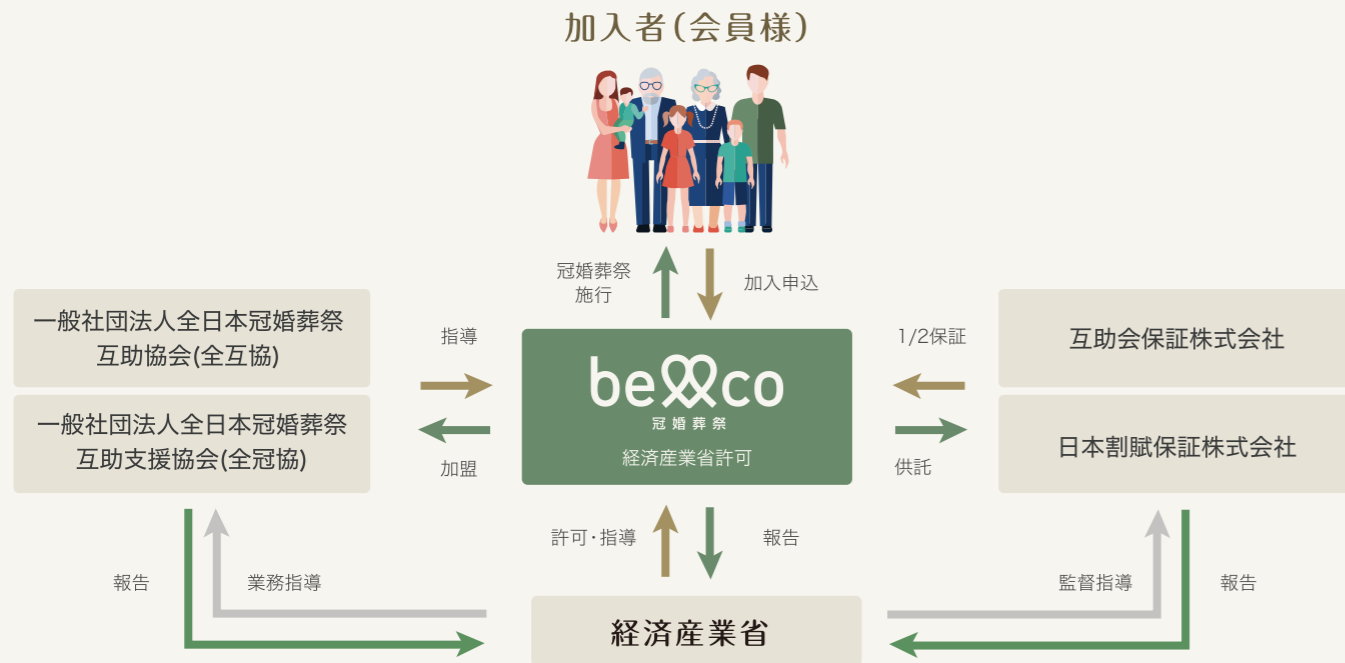 加入者(会員様)
冠婚葬祭
施行
加入申込
一般社団法人全日本冠婚葬祭
互助協会(全互協)
一般社団法人全日本冠婚葬祭
互助支援協会(全冠協)
指導
加盟
bellco
冠婚葬祭
経済産業省許可
1/2保証
供託
互助会保証株式会社
日本割賦保証株式会社
許可・指導
報告
報告
業務指導
監督指導
報告
経済産業省